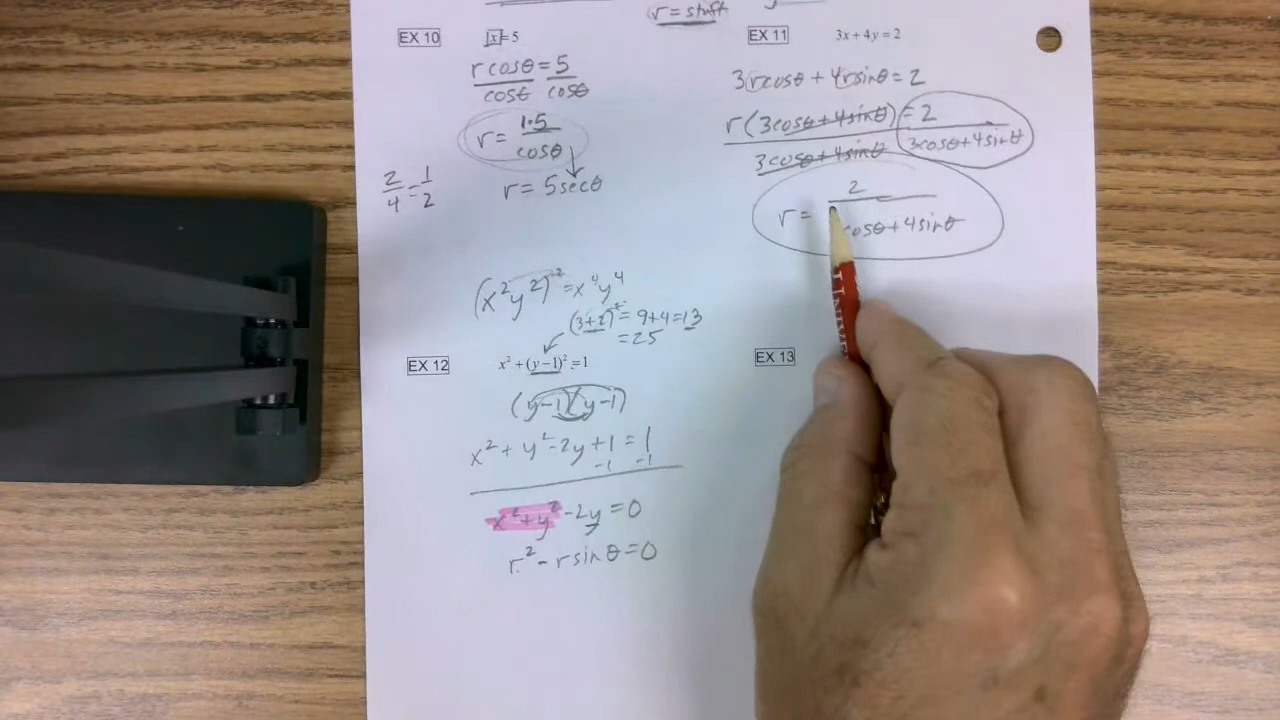 r = stuff
EX 10 x = 5
r cosθ = 5
cosθ cosθ
r = 1·5
cosθ
r = 5 secθ
2/4 = 1/2
EX 11 3x + 4y = 2
3rcosθ + 4rsinθ = 2
r(3cosθ + 4sinθ) = 2
3cosθ + 4sinθ 3cosθ + 4sinθ
r = 2
cosθ + 4sinθ
(x²y²)² = x⁴y⁴
(3+2)² = 9+4 = 13
= 25
EX 12 x² + (y−1)² = 1
(y−1)(y−1)
x² + y² − 2y + 1 = 1
−1 −1
x² + y² − 2y = 0
r² − r sinθ = 0
EX 13